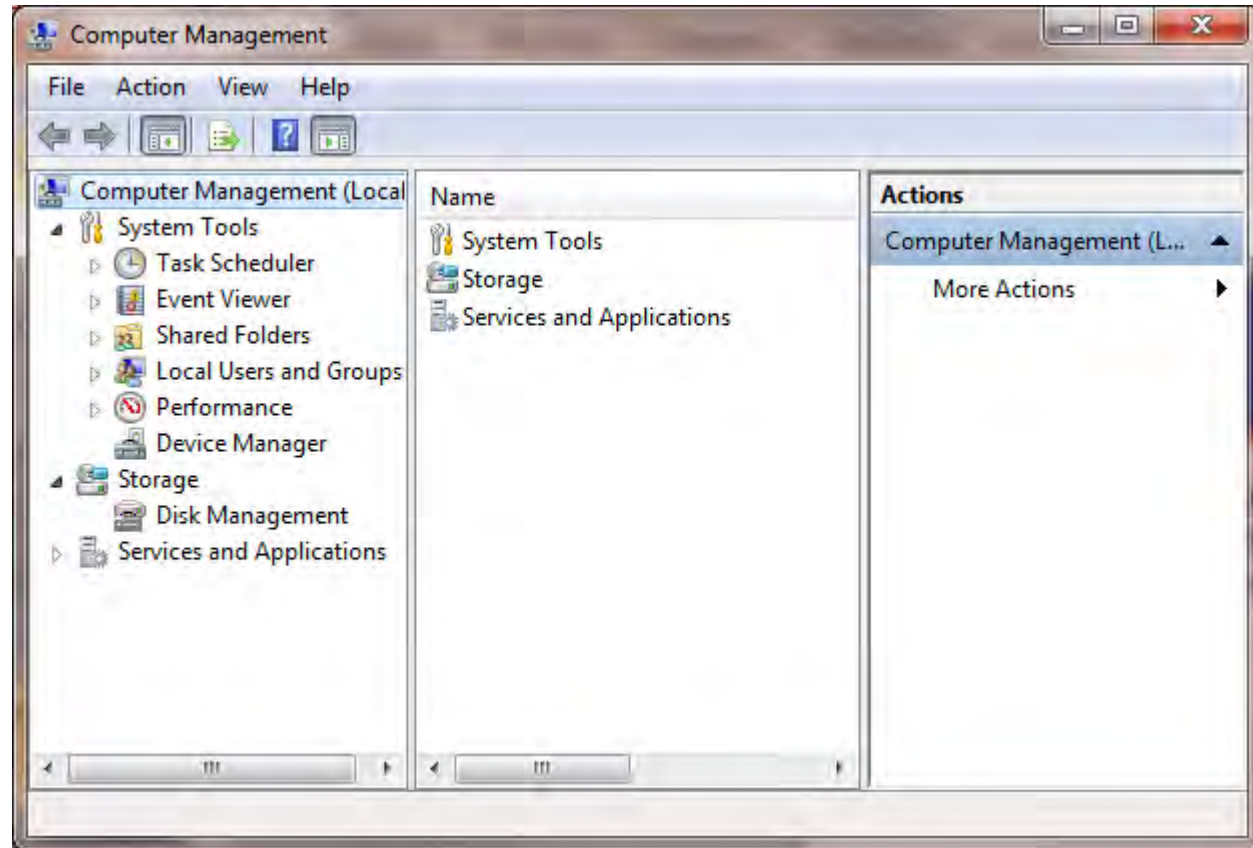 Computer Management
File Action View Help
Computer Management (Local
System Tools
Task Scheduler
Event Viewer
Shared Folders
Local Users and Groups
Performance
Device Manager
Storage
Disk Management
Services and Applications
Name
System Tools
Storage
Services and Applications
Actions
Computer Management (L...
More Actions